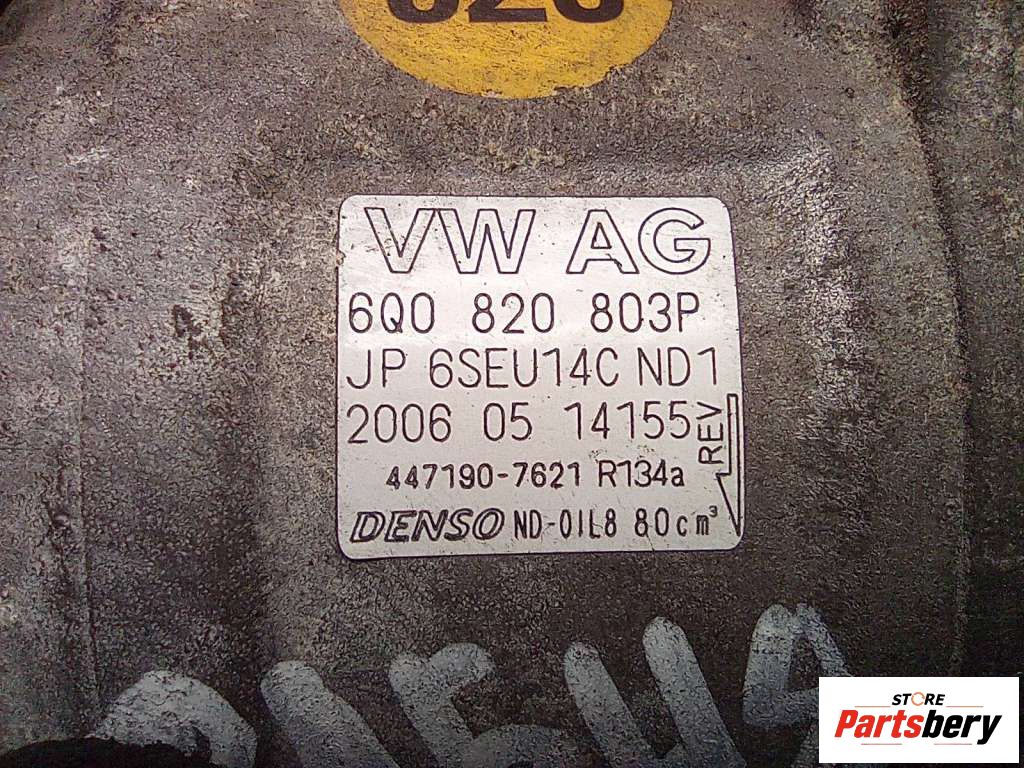 VW AG
6Q0 820 803P
JP 6SEU14C ND1
2006 05 14155
REV
447190-7621 R134a
DENSO ND-OIL8 80cm³
STORE
Partsbery